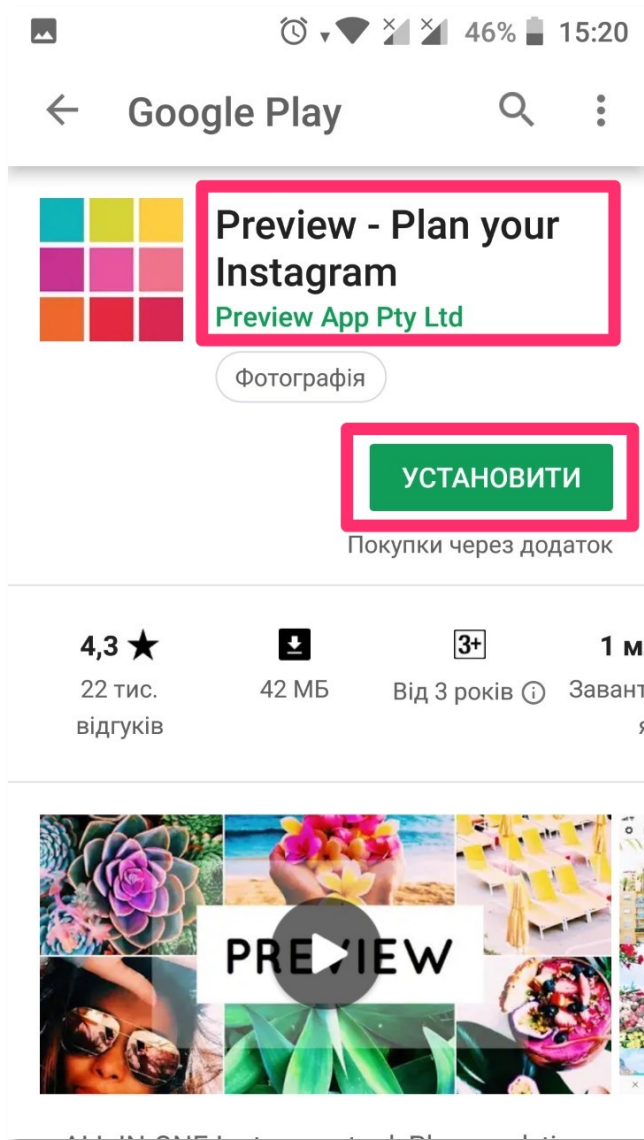 46% 15:20
Google Play
Preview - Plan your
Instagram
Preview App Pty Ltd
Фотографія
УСТАНОВИТИ
Покупки через додаток
4,3 ★
22 тис.
відгуків
42 МБ
3+
Від 3 років
1 м
Завант
PREVIEW